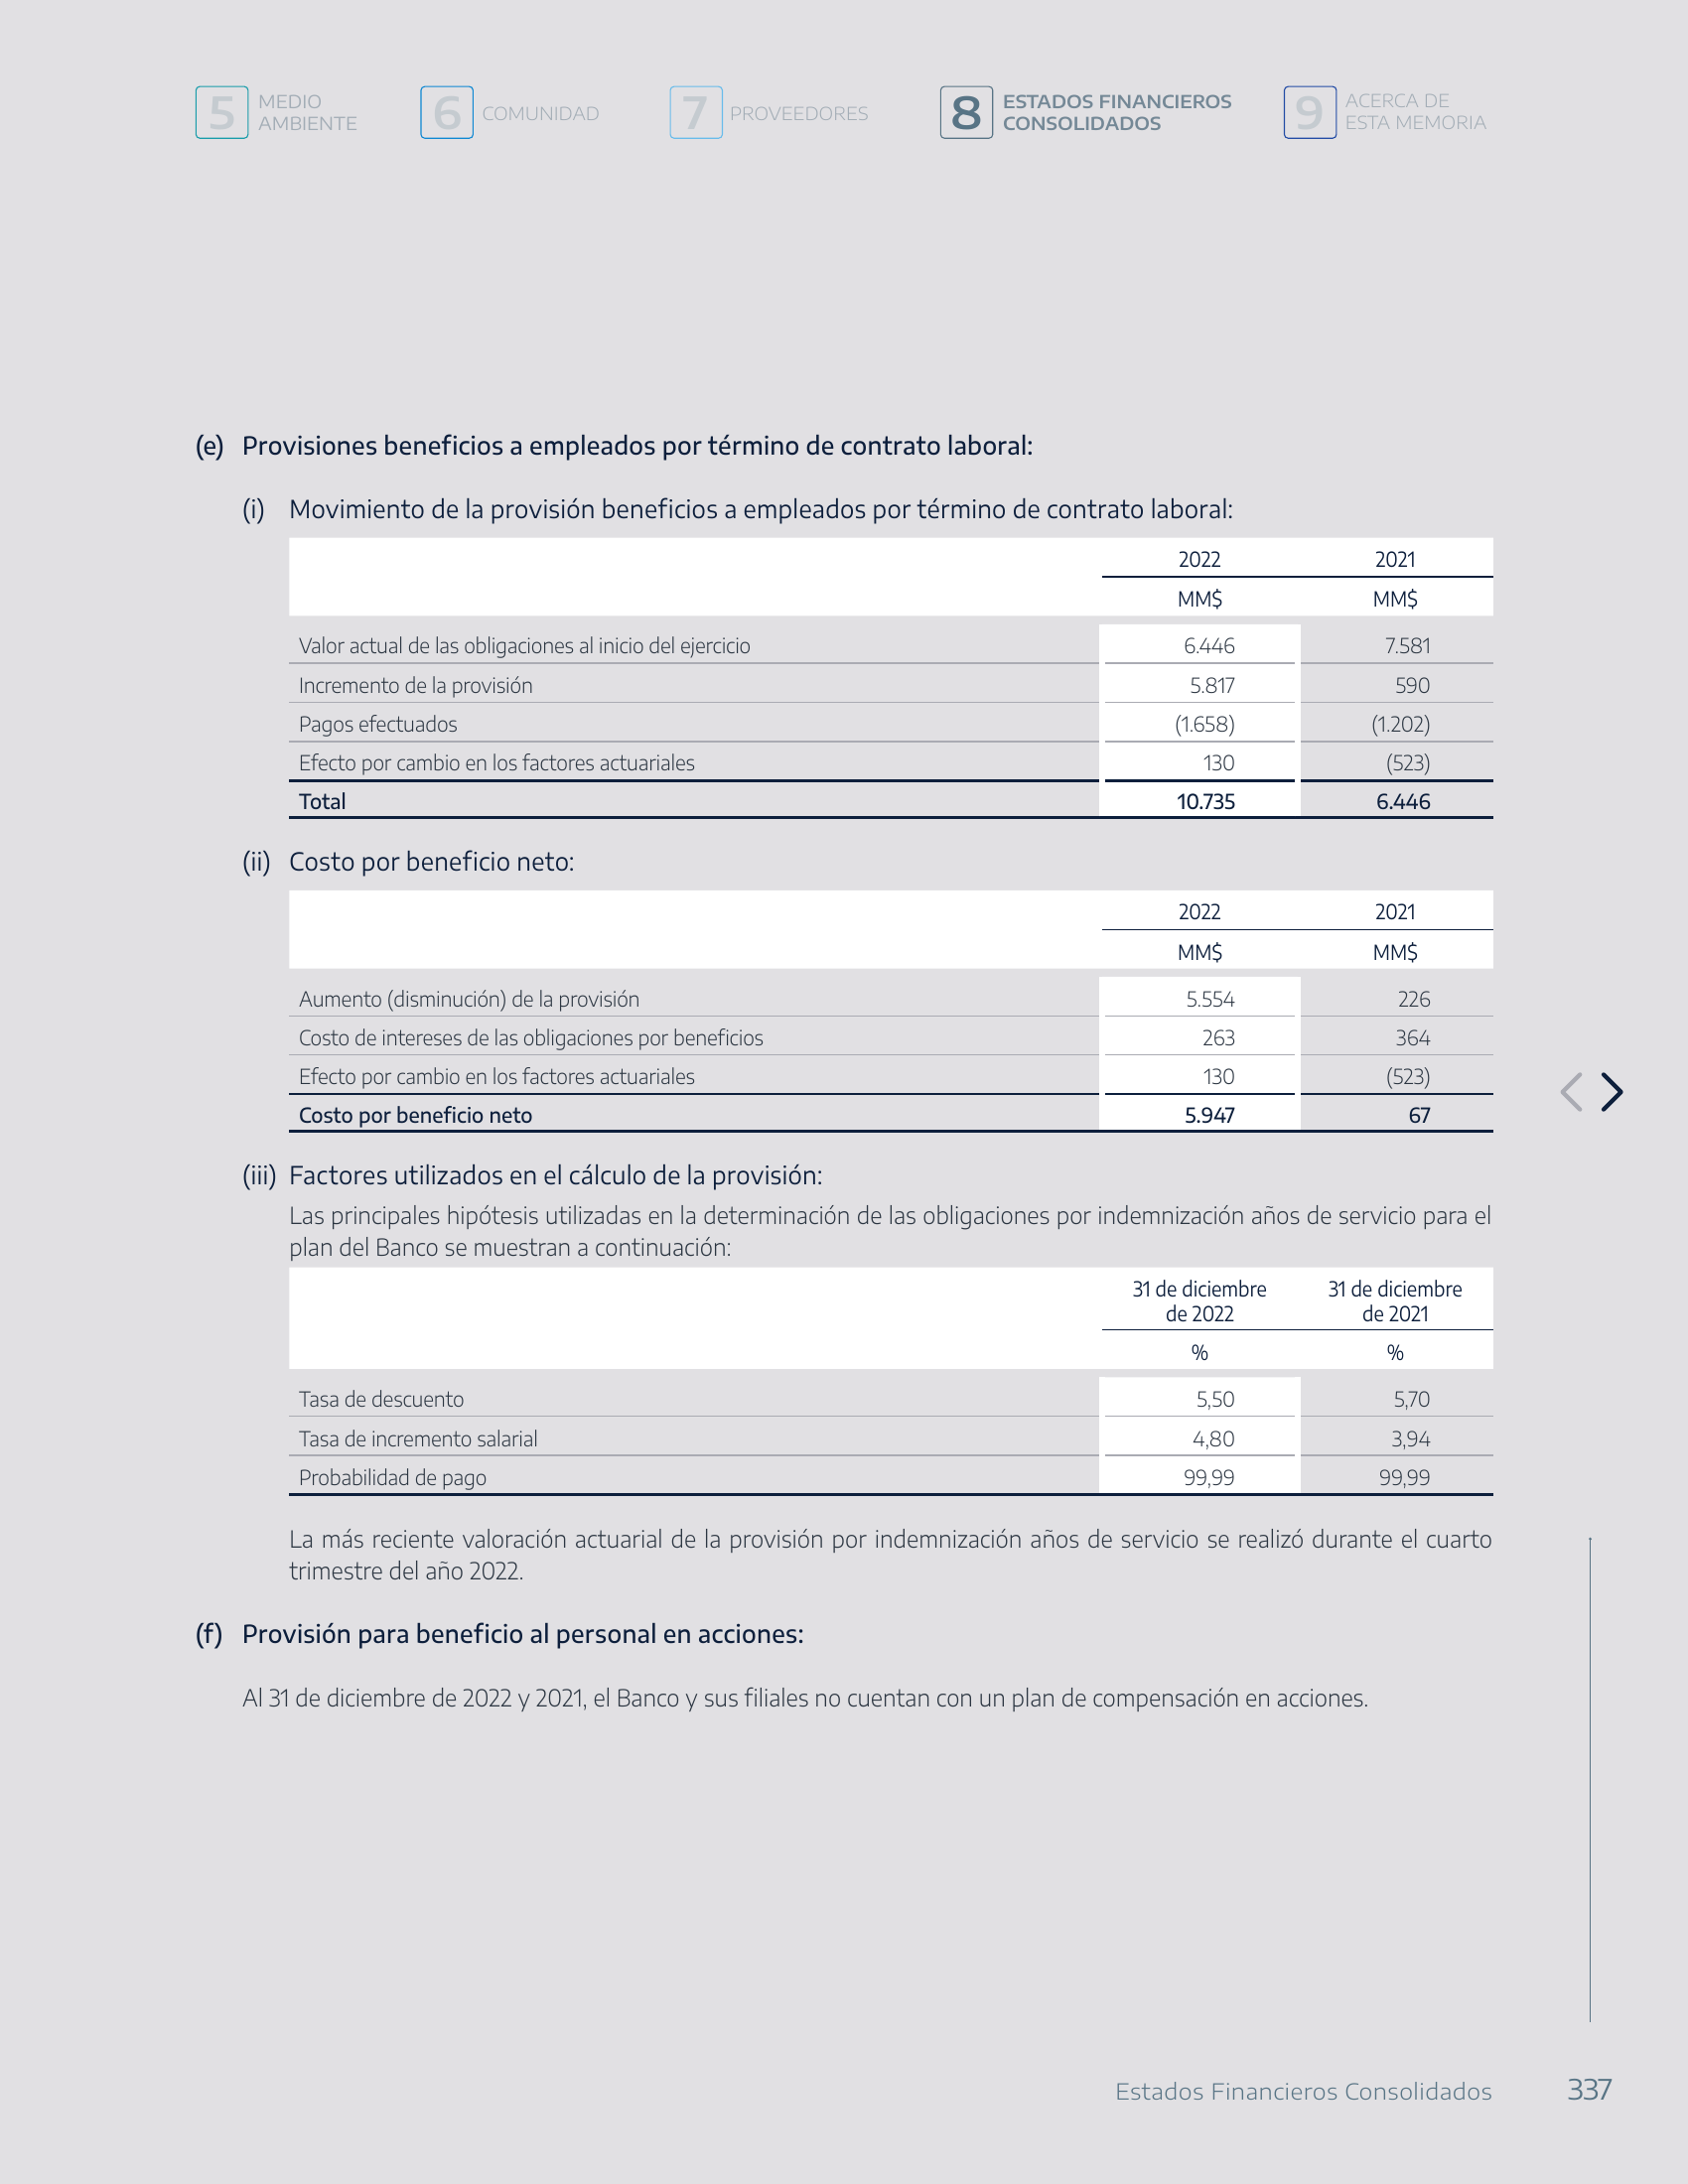 5 MEDIO AMBIENTE
6 COMUNIDAD
7 PROVEEDORES
8 ESTADOS FINANCIEROS CONSOLIDADOS
9 ACERCA DE ESTA MEMORIA
(e) Provisiones beneficios a empleados por término de contrato laboral:
(i) Movimiento de la provisión beneficios a empleados por término de contrato laboral:
2022 2021
MM$ MM$
Valor actual de las obligaciones al inicio del ejercicio 6.446 7.581
Incremento de la provisión 5.817 590
Pagos efectuados (1.658) (1.202)
Efecto por cambio en los factores actuariales 130 (523)
Total 10.735 6.446
(ii) Costo por beneficio neto:
2022 2021
MM$ MM$
Aumento (disminución) de la provisión 5.554 226
Costo de intereses de las obligaciones por beneficios 263 364
Efecto por cambio en los factores actuariales 130 (523)
Costo por beneficio neto 5.947 67
(iii) Factores utilizados en el cálculo de la provisión:
Las principales hipótesis utilizadas en la determinación de las obligaciones por indemnización años de servicio para el
plan del Banco se muestran a continuación:
31 de diciembre 31 de diciembre
de 2022 de 2021
% %
Tasa de descuento 5,50 5,70
Tasa de incremento salarial 4,80 3,94
Probabilidad de pago 99,99 99,99
La más reciente valoración actuarial de la provisión por indemnización años de servicio se realizó durante el cuarto
trimestre del año 2022.
(f) Provisión para beneficio al personal en acciones:
Al 31 de diciembre de 2022 y 2021, el Banco y sus filiales no cuentan con un plan de compensación en acciones.
Estados Financieros Consolidados 337